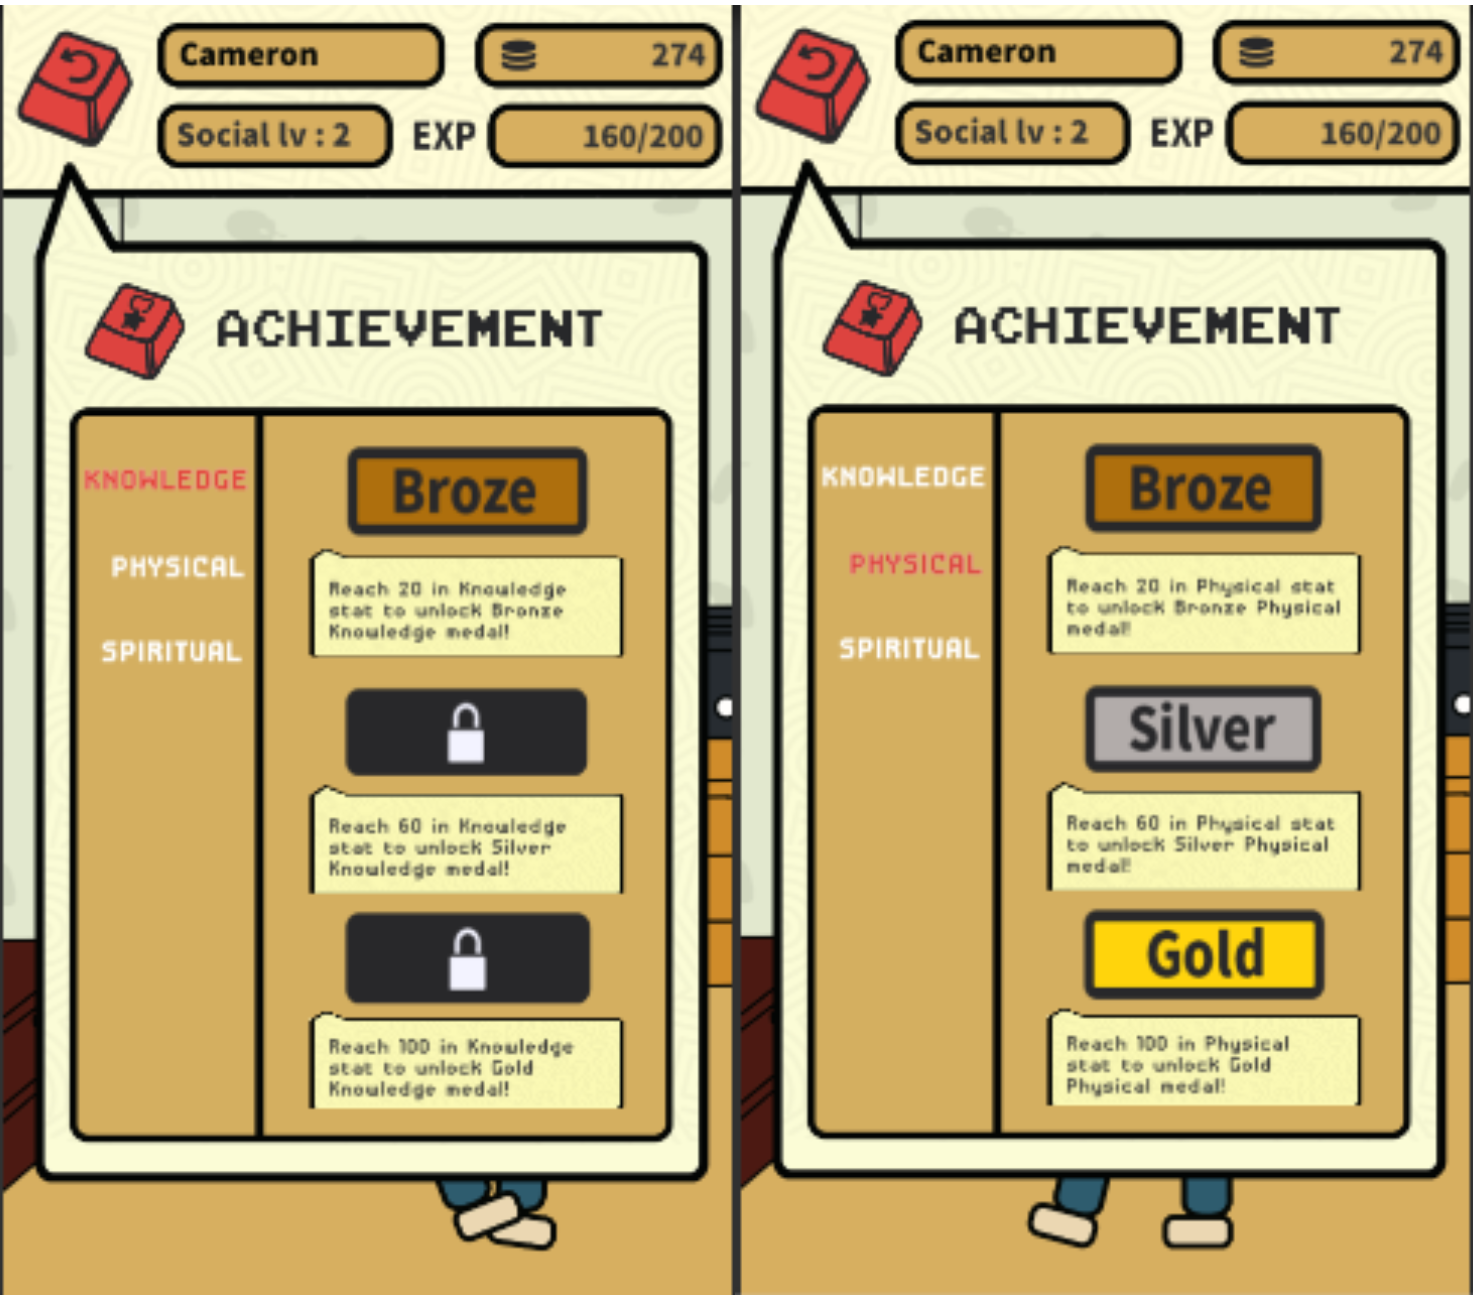 Cameron
274
Social lv : 2
EXP
160/200
ACHIEVEMENT
KNOWLEDGE
PHYSICAL
SPIRITUAL
Broze
Reach 20 in Knowledge
stat to unlock Bronze
Knowledge medal!
Reach 60 in Knowledge
stat to unlock Silver
Knowledge medal!
Reach 100 in Knowledge
stat to unlock Gold
Knowledge medal!
Cameron
274
Social lv : 2
EXP
160/200
ACHIEVEMENT
KNOWLEDGE
PHYSICAL
SPIRITUAL
Broze
Reach 20 in Physical stat
to unlock Bronze Physical
medal!
Silver
Reach 60 in Physical stat
to unlock Silver Physical
medal!
Gold
Reach 100 in Physical
stat to unlock Gold
Physical medal!